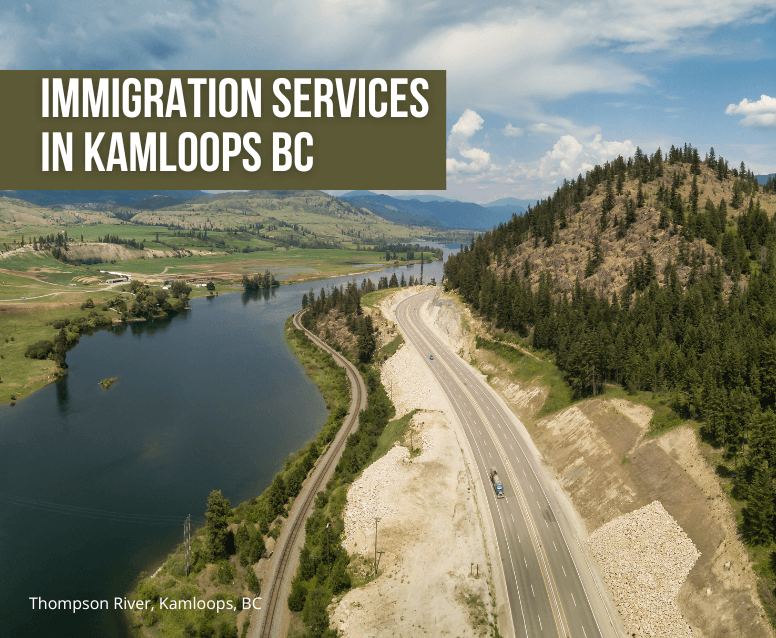 IMMIGRATION SERVICES
IN KAMLOOPS BC
Thompson River, Kamloops, BC